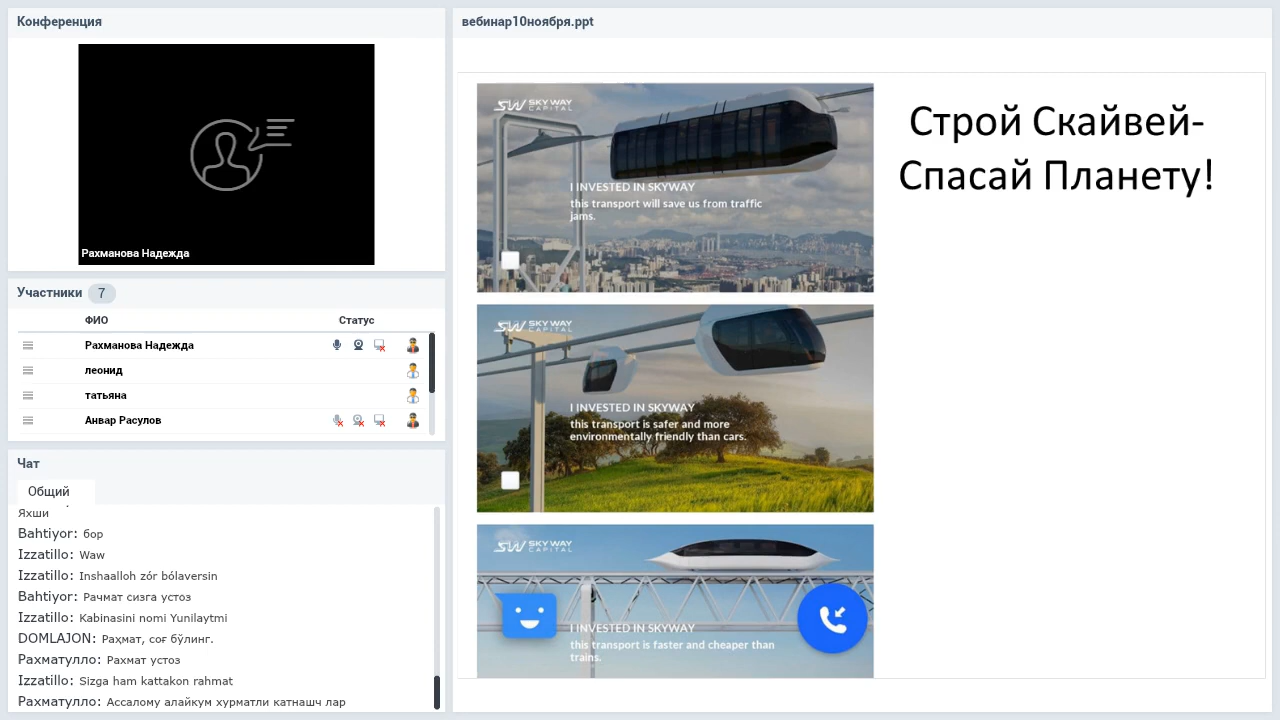 Конференция
Рахманова Надежда
Участники 7
ФИО Статус
Рахманова Надежда
леонид
татьяна
Анвар Расулов
Чат
Общий
Яхши
Bahtiyor: бор
Izzatillo: Waw
Izzatillo: Inshaalloh zór bólaversin
Bahtiyor: Рачмат сизга устоз
Izzatillo: Kabinasini nomi Yunilaytmi
DOMLAJON: Раҳмат, соғ бўлинг.
Рахматулло: Рахмат устоз
Izzatillo: Sizga ham kattakon rahmat
Рахматулло: Ассалому алайкум хурматли катнашч лар
вебинар10ноября.ppt
SW SKY WAY
CAPITAL
I INVESTED IN SKYWAY
this transport will save us from traffic
jams.
SW SKY WAY
CAPITAL
I INVESTED IN SKYWAY
this transport is safer and more
environmentally friendly than cars.
SW SKY WAY
CAPITAL
I INVESTED IN SKYWAY
this transport is faster and cheaper than
trains.
Строй Скайвей-
Спасай Планету!